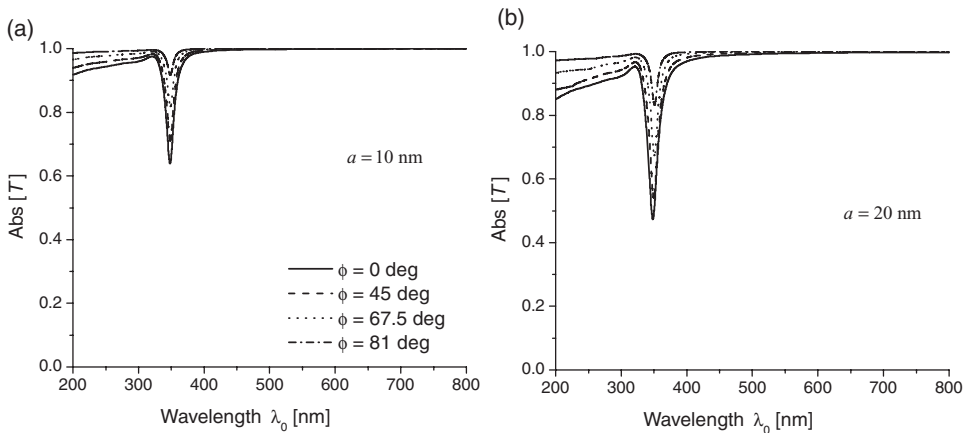 (a)
1.0
0.8
0.6
0.4
0.2
0.0
Abs [T]
a = 10 nm
ϕ = 0 deg
ϕ = 45 deg
ϕ = 67.5 deg
ϕ = 81 deg
200 300 400 500 600 700 800
Wavelength λ0 [nm]
(b)
1.0
0.8
0.6
0.4
0.2
0.0
Abs [T]
a = 20 nm
200 300 400 500 600 700 800
Wavelength λ0 [nm]